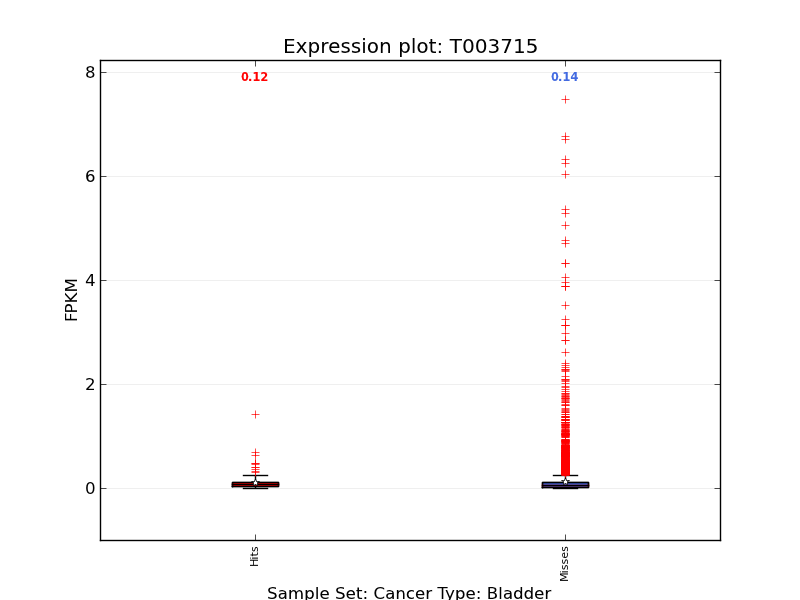 Expression plot: T003715
0.12
0.14
8
6
4
2
0
FPKM
Hits
Misses
Sample Set: Cancer Type: Bladder